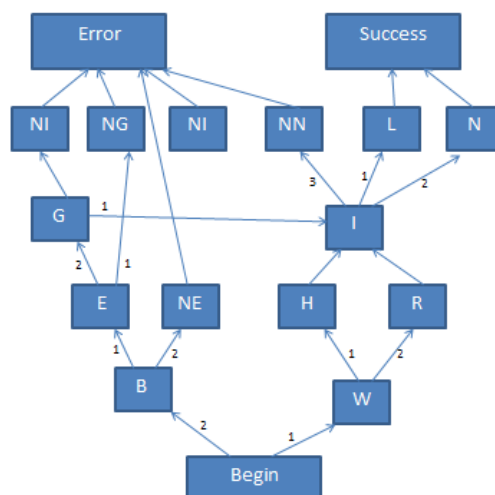 Error Success
NI NG NI NN L N
3 1 2
G 1 I
2 1
E NE H R
1 2 1 2
B W
2 1
Begin